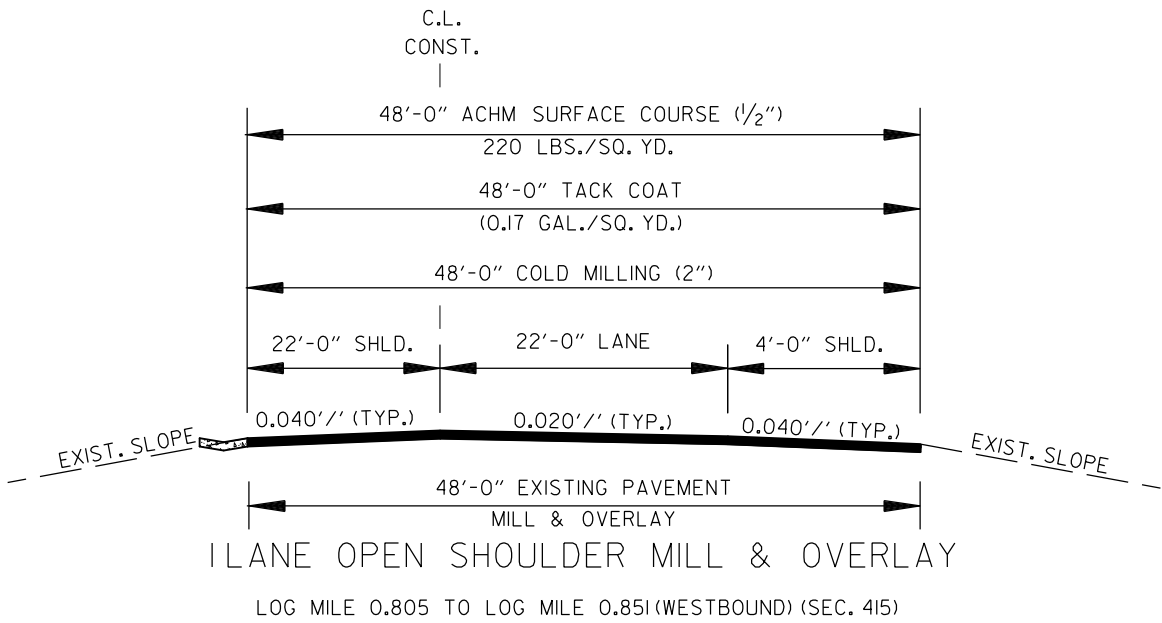 C.L.
CONST.
48'-0" ACHM SURFACE COURSE (1/2")
220 LBS./SQ. YD.
48'-0" TACK COAT
(0.17 GAL./SQ. YD.)
48'-0" COLD MILLING (2")
22'-0" SHLD.
22'-0" LANE
4'-0" SHLD.
EXIST. SLOPE
0.040'/' (TYP.)
0.020'/' (TYP.)
0.040'/' (TYP.)
EXIST. SLOPE
48'-0" EXISTING PAVEMENT
MILL & OVERLAY
1 LANE OPEN SHOULDER MILL & OVERLAY
LOG MILE 0.805 TO LOG MILE 0.851 (WESTBOUND) (SEC. 415)